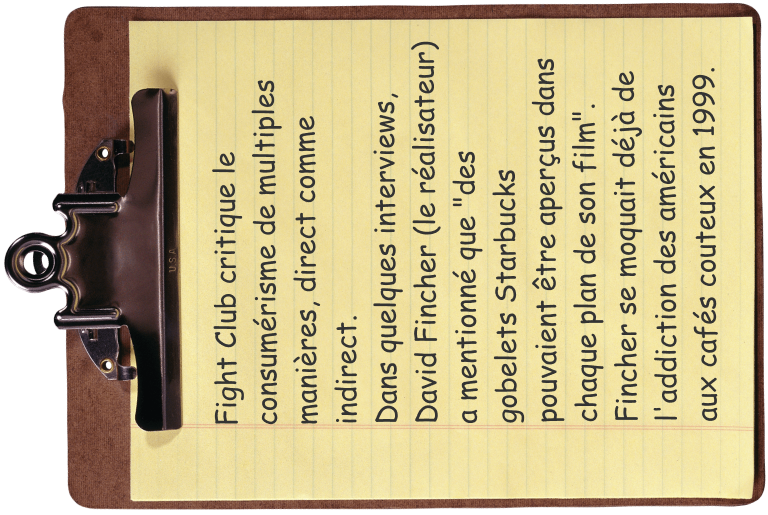 Fight Club critique le
consumérisme de multiples
manières, direct comme
indirect.
Dans quelques interviews,
David Fincher (le réalisateur)
a mentionné que "des
gobelets Starbucks
pouvaient être aperçus dans
chaque plan de son film".
Fincher se moquait déjà de
l'addiction des américains
aux cafés couteux en 1999.
USA